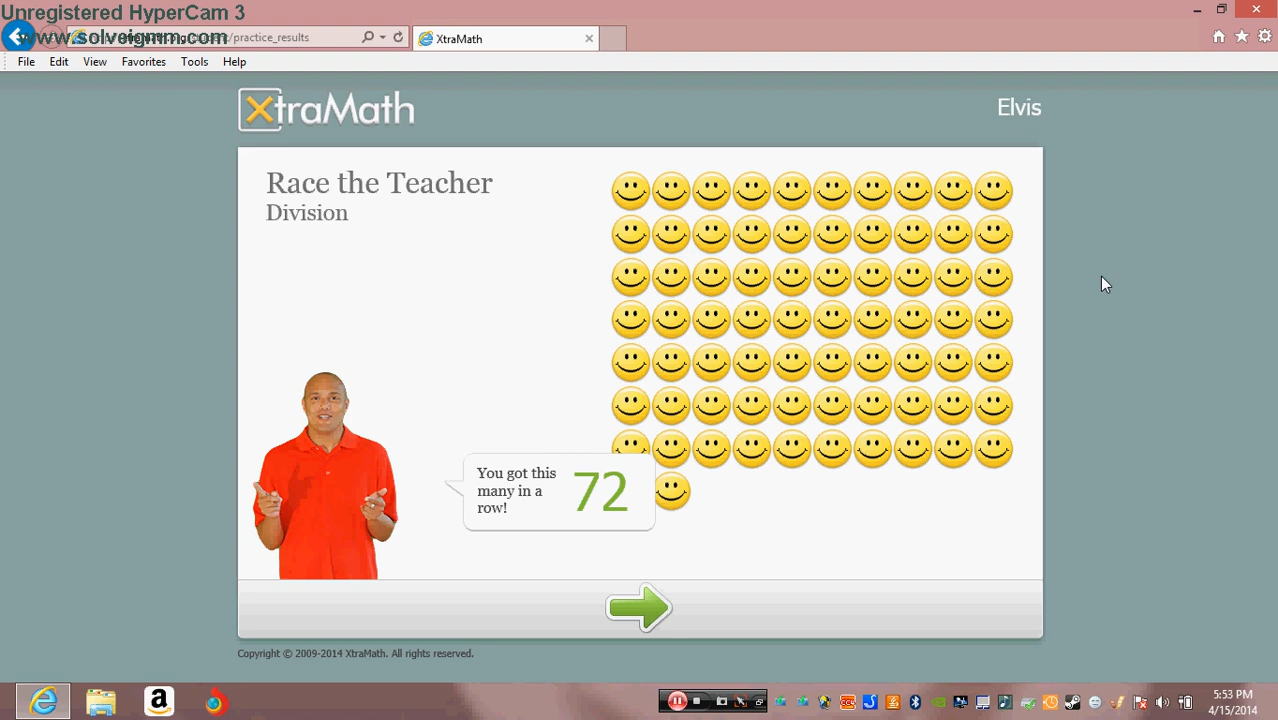 Unregistered HyperCam 3
www.solveigmm.com
/practice_results
XtraMath
File Edit View Favorites Tools Help
XtraMath
Elvis
Race the Teacher
Division
You got this
many in a
row!
72
Copyright © 2009-2014 XtraMath. All rights reserved.
a
CCL
5:53 PM
4/15/2014